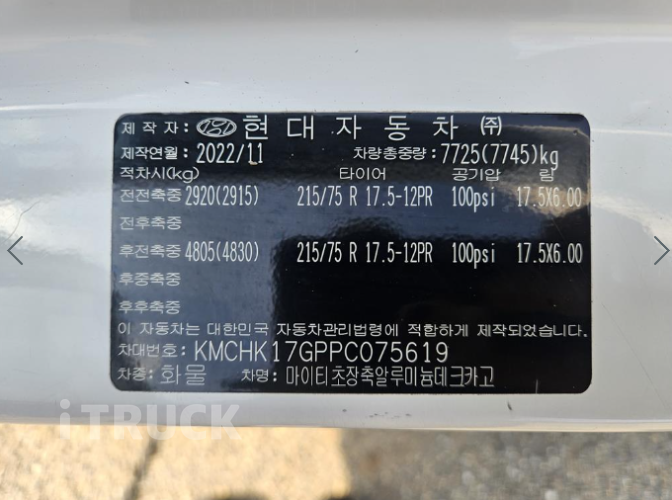 제 작 자: 현 대 자 동 차 ㈜
제작연월: 2022/11 차량총중량: 7725(7745)kg
적차시(kg) 타이어 공기압 림
전전축중 2920(2915) 215/75 R 17.5-12PR 100psi 17.5X6.00
후전축중 4805(4830) 215/75 R 17.5-12PR 100psi 17.5X6.00
후중축중
후후축중
이 자동차는 대한민국 자동차관리법령에 적합하게 제작되었습니다.
차대번호: KMCHK17GPPC075619
차종: 화물 차명: 마이티초장축알루미늄데크카고
iTRUCK